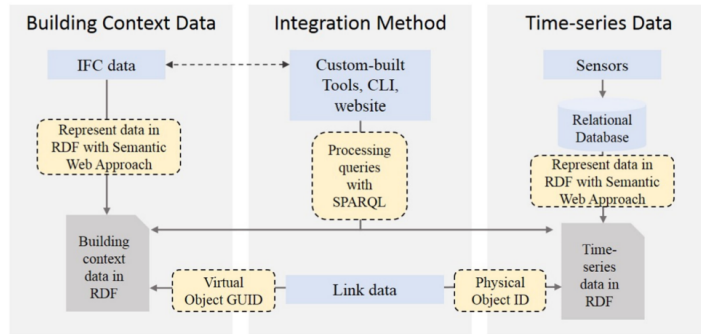 Building Context Data
Integration Method
Time-series Data
IFC data
Custom-built
Tools, CLI,
website
Sensors
Relational
Database
Represent data in
RDF with Semantic
Web Approach
Processing
queries
with
SPARQL
Represent data in
RDF with Semantic
Web Approach
Building
context
data in
RDF
Time-
series
data in
RDF
Virtual
Object GUID
Link data
Physical
Object ID